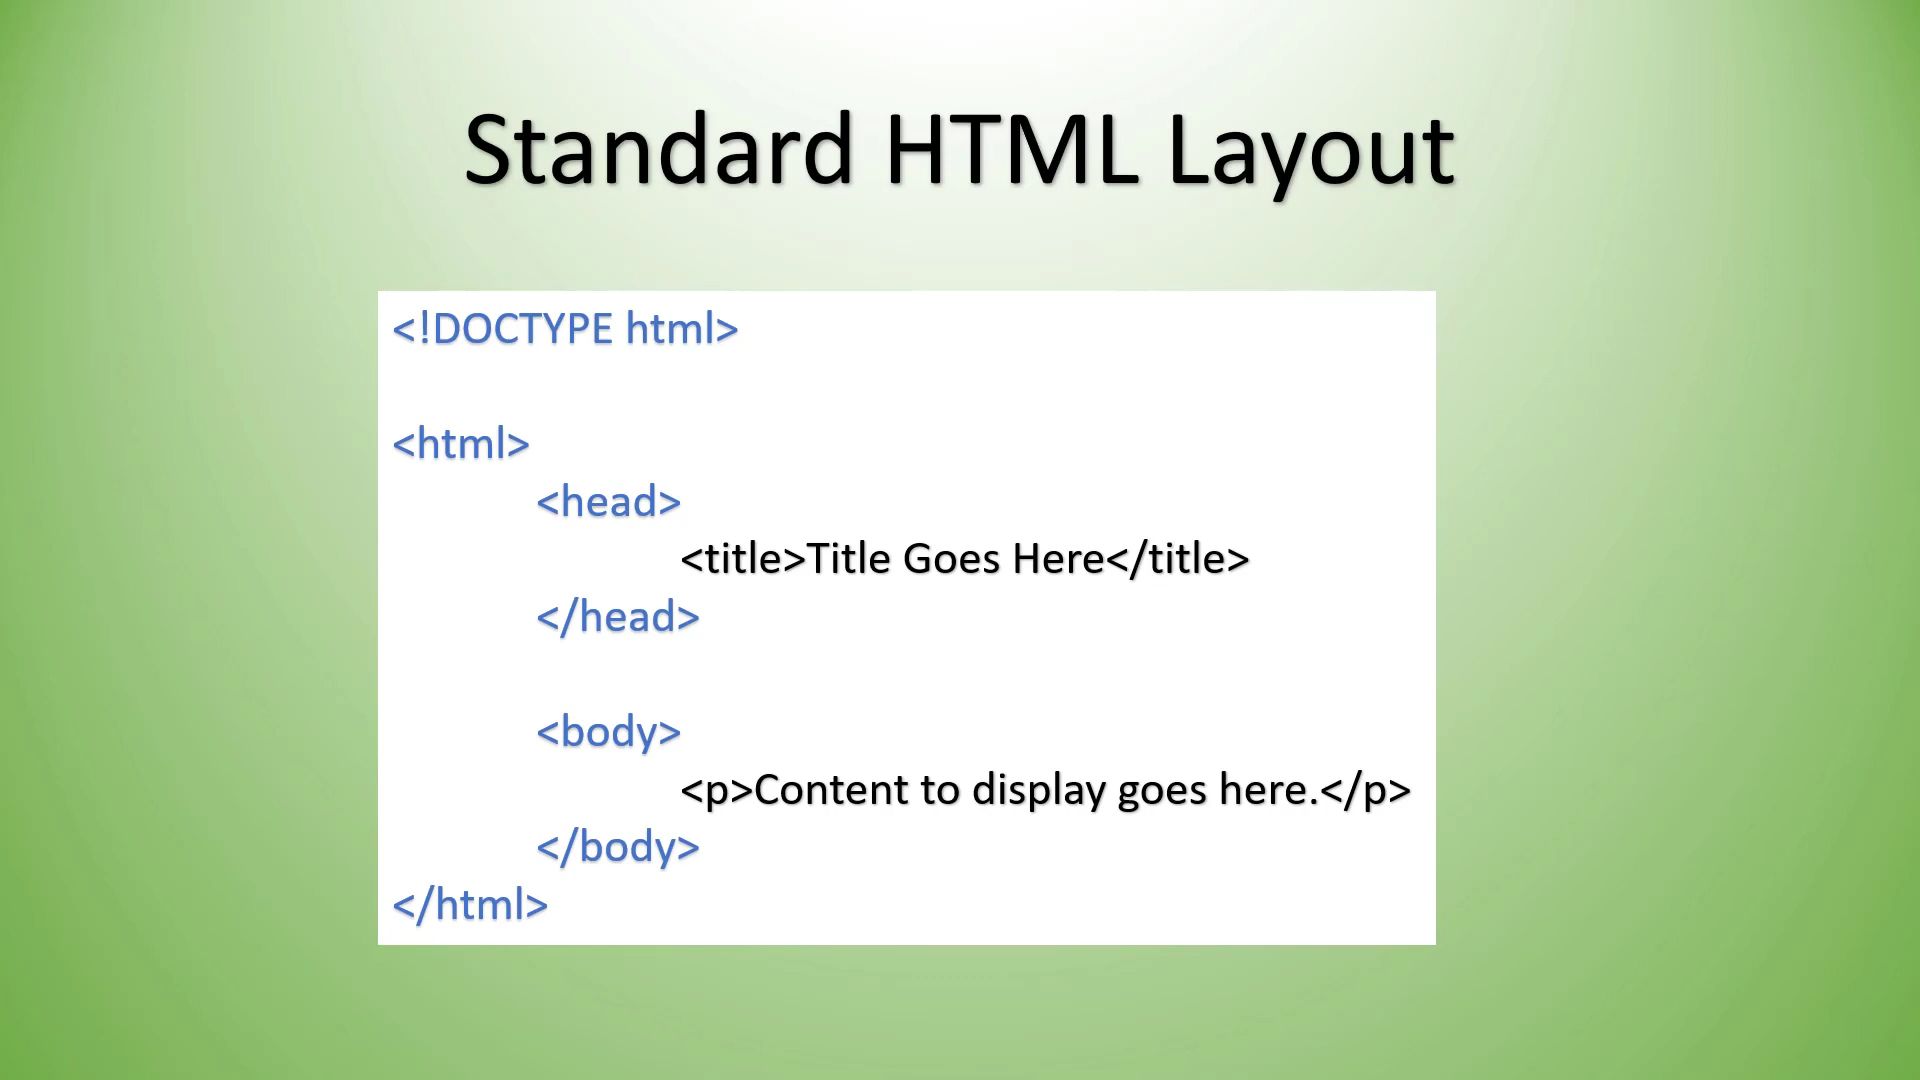 Standard HTML Layout
<!DOCTYPE html>
<html>
<head>
<title>Title Goes Here</title>
</head>
<body>
<p>Content to display goes here.</p>
</body>
</html>